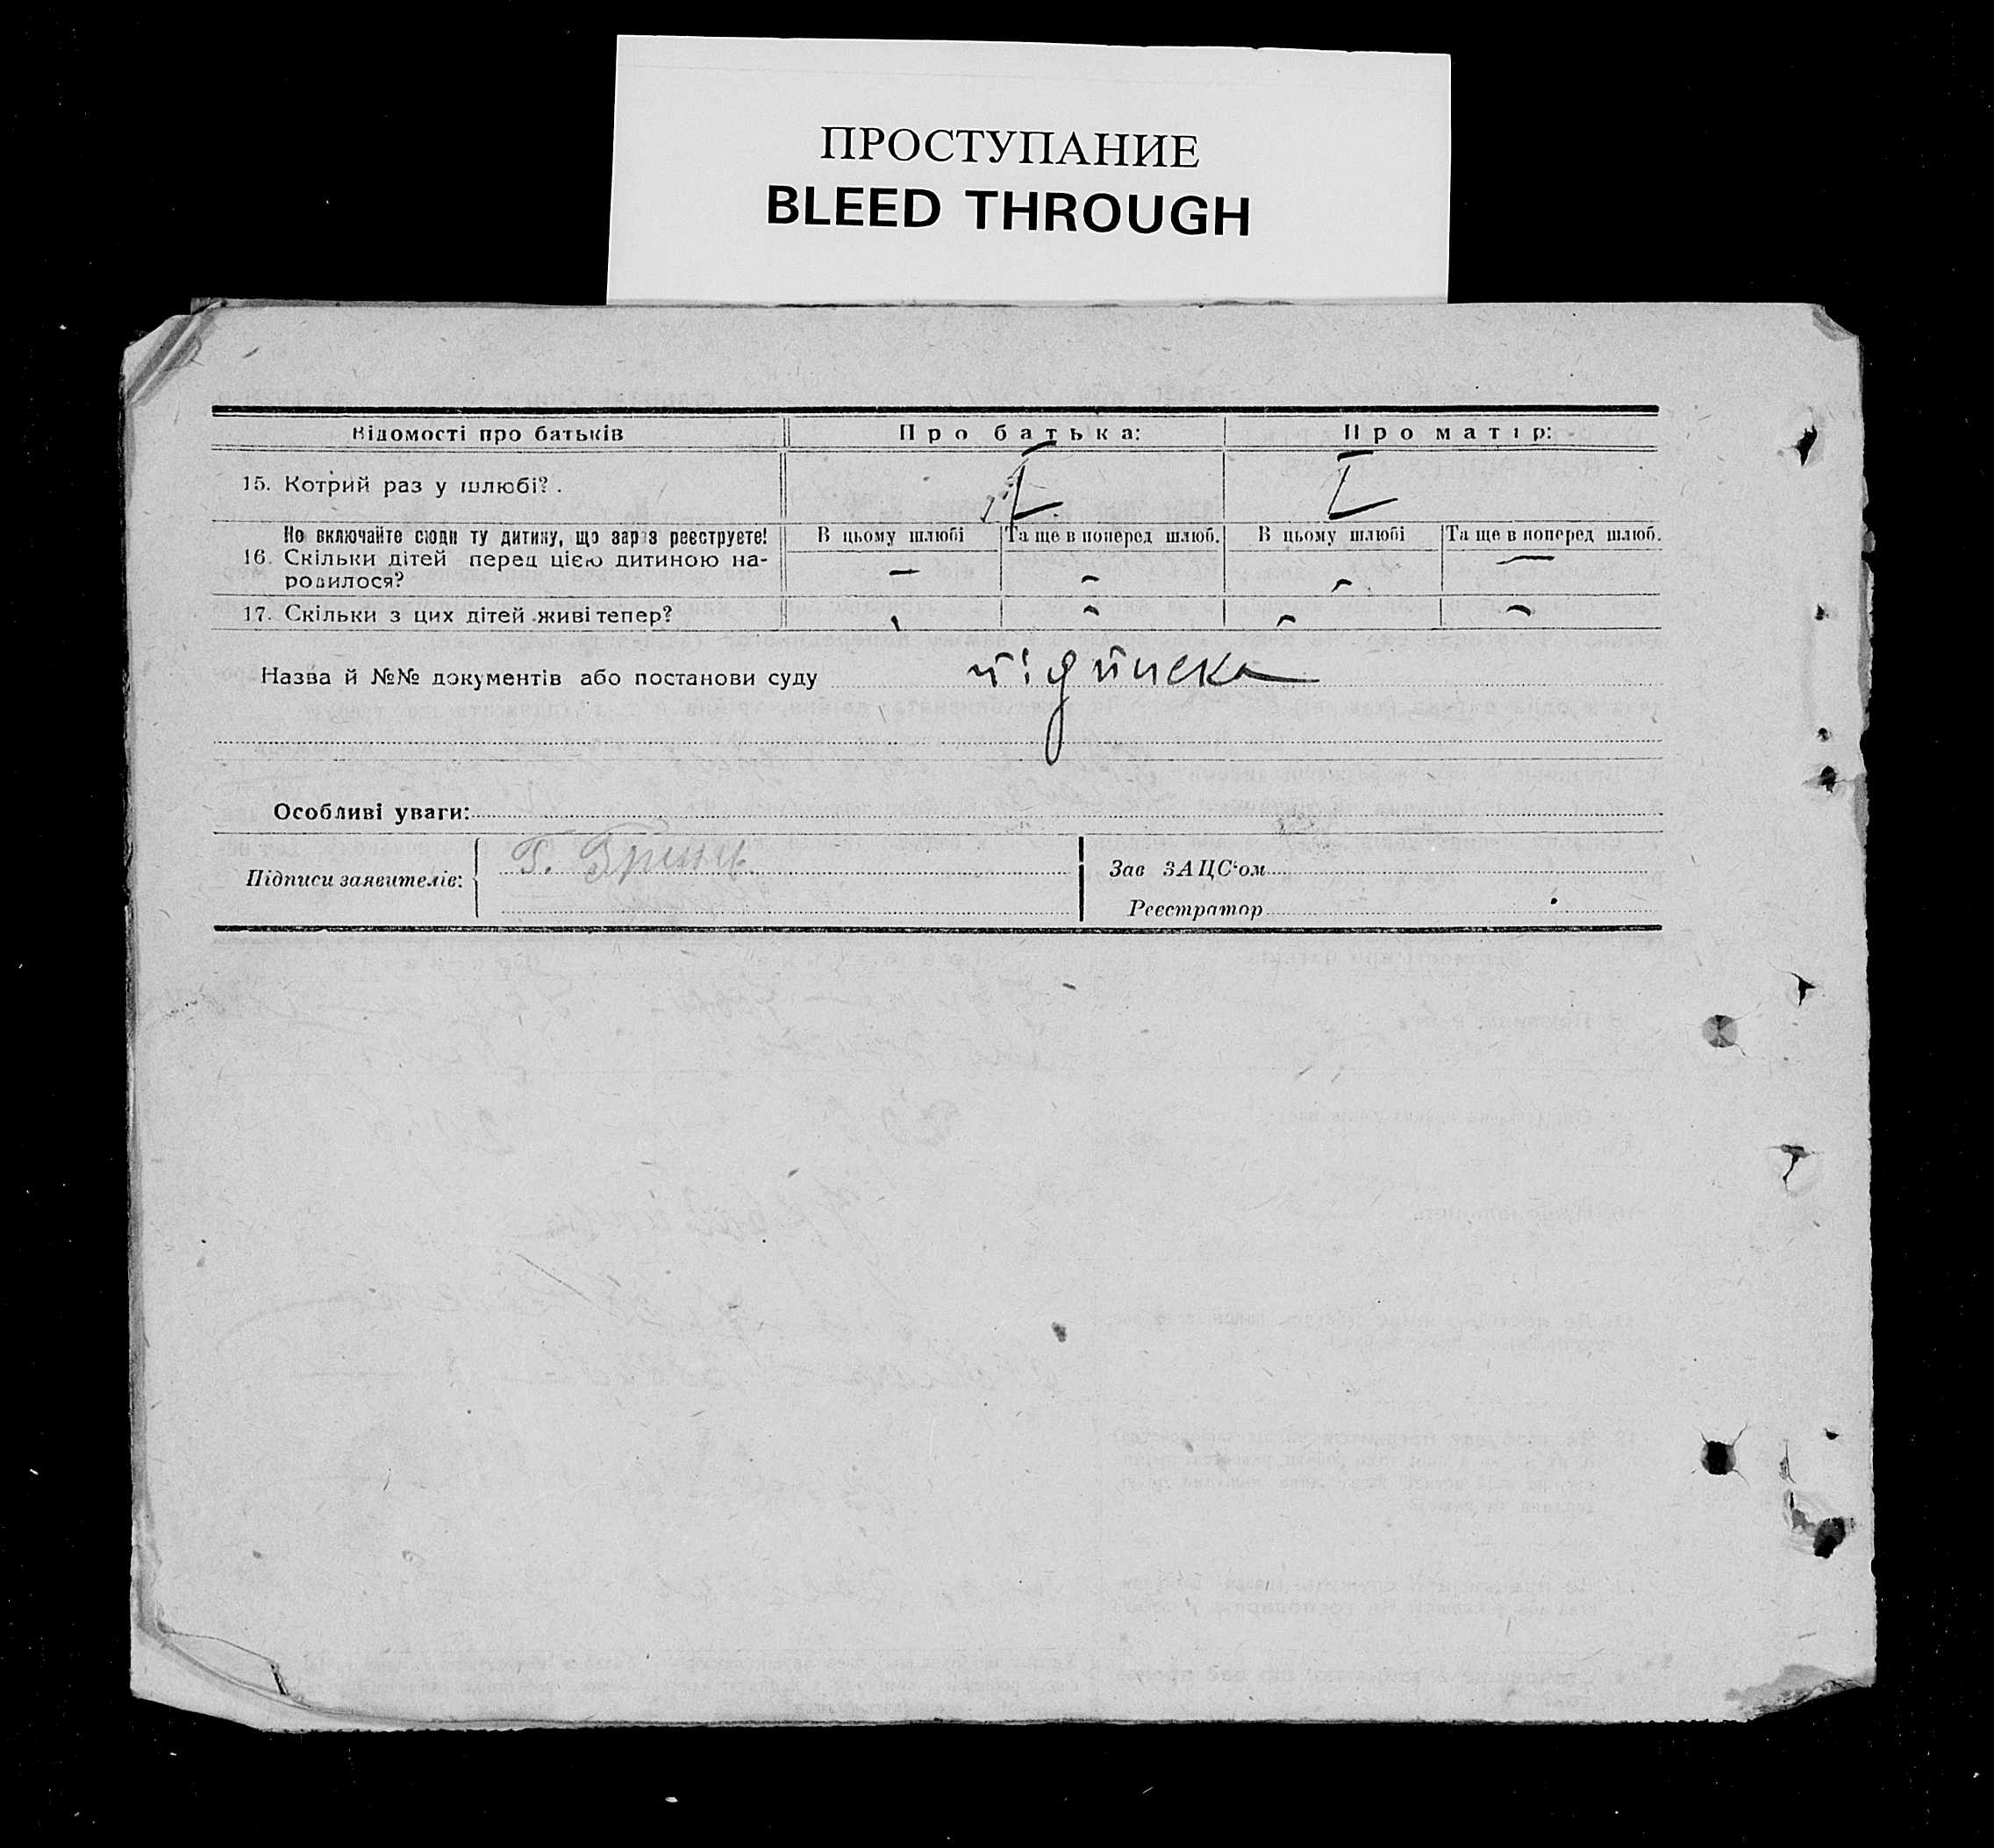 ПРОСТУПАНИЕ
BLEED THROUGH
Відомості про батьків
Про батька:
Про матір:
15. Котрий раз у шлюбі?.
I
I
Не включайте сюди ту дитину, що зараз реєструєте!
В цьому шлюбі
Та ще в поперед шлюб.
В цьому шлюбі
Та ще в поперед шлюб.
16. Скільки дітей перед цією дитиною на-
родилося?
—
—
—
—
17. Скільки з цих дітей живі тепер?
—
—
—
Назва й №№ документів або постанови суду підписка
Особливі уваги:
Підписи заявителів:
Г.
Зав ЗАЦС'ом
Реєстратор